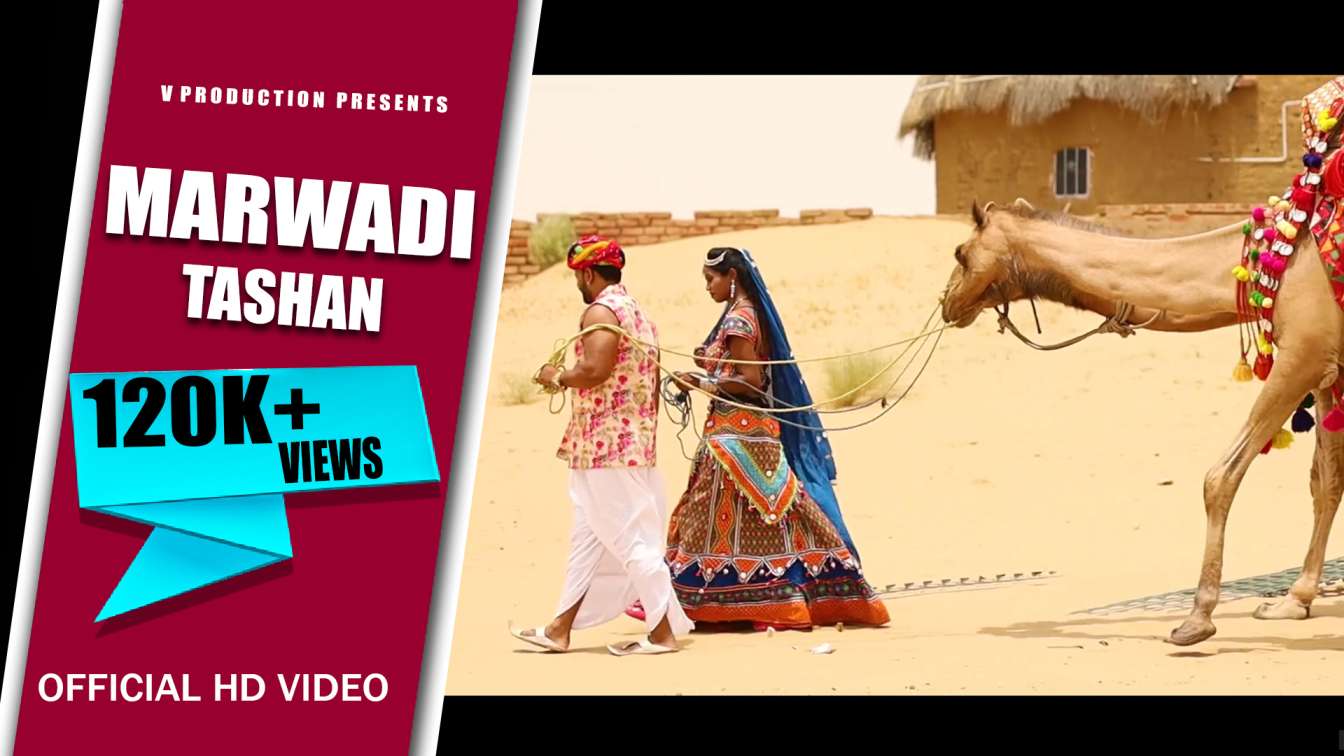 V PRODUCTION PRESENTS
MARWADI
TASHAN
120K+
VIEWS
OFFICIAL HD VIDEO